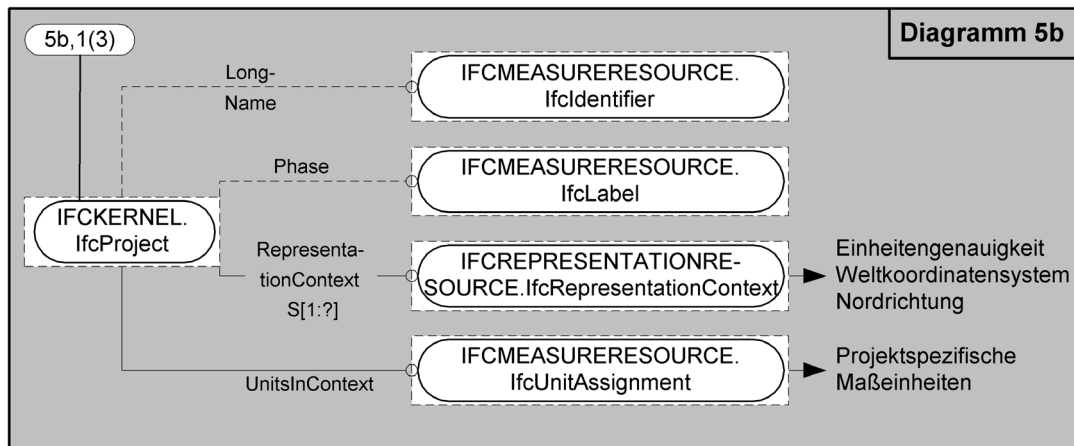 5b,1(3)
Diagramm 5b
Long-
Name
IFCMEASURERESOURCE.
IfcIdentifier
Phase
IFCMEASURERESOURCE.
IfcLabel
IFCKERNEL.
IfcProject
Representa-
tionContext
S[1:?]
IFCREPRESENTATIONRE-
SOURCE.IfcRepresentationContext
Einheitengenauigkeit
Weltkoordinatensystem
Nordrichtung
UnitsInContext
IFCMEASURERESOURCE.
IfcUnitAssignment
Projektspezifische
Maßeinheiten